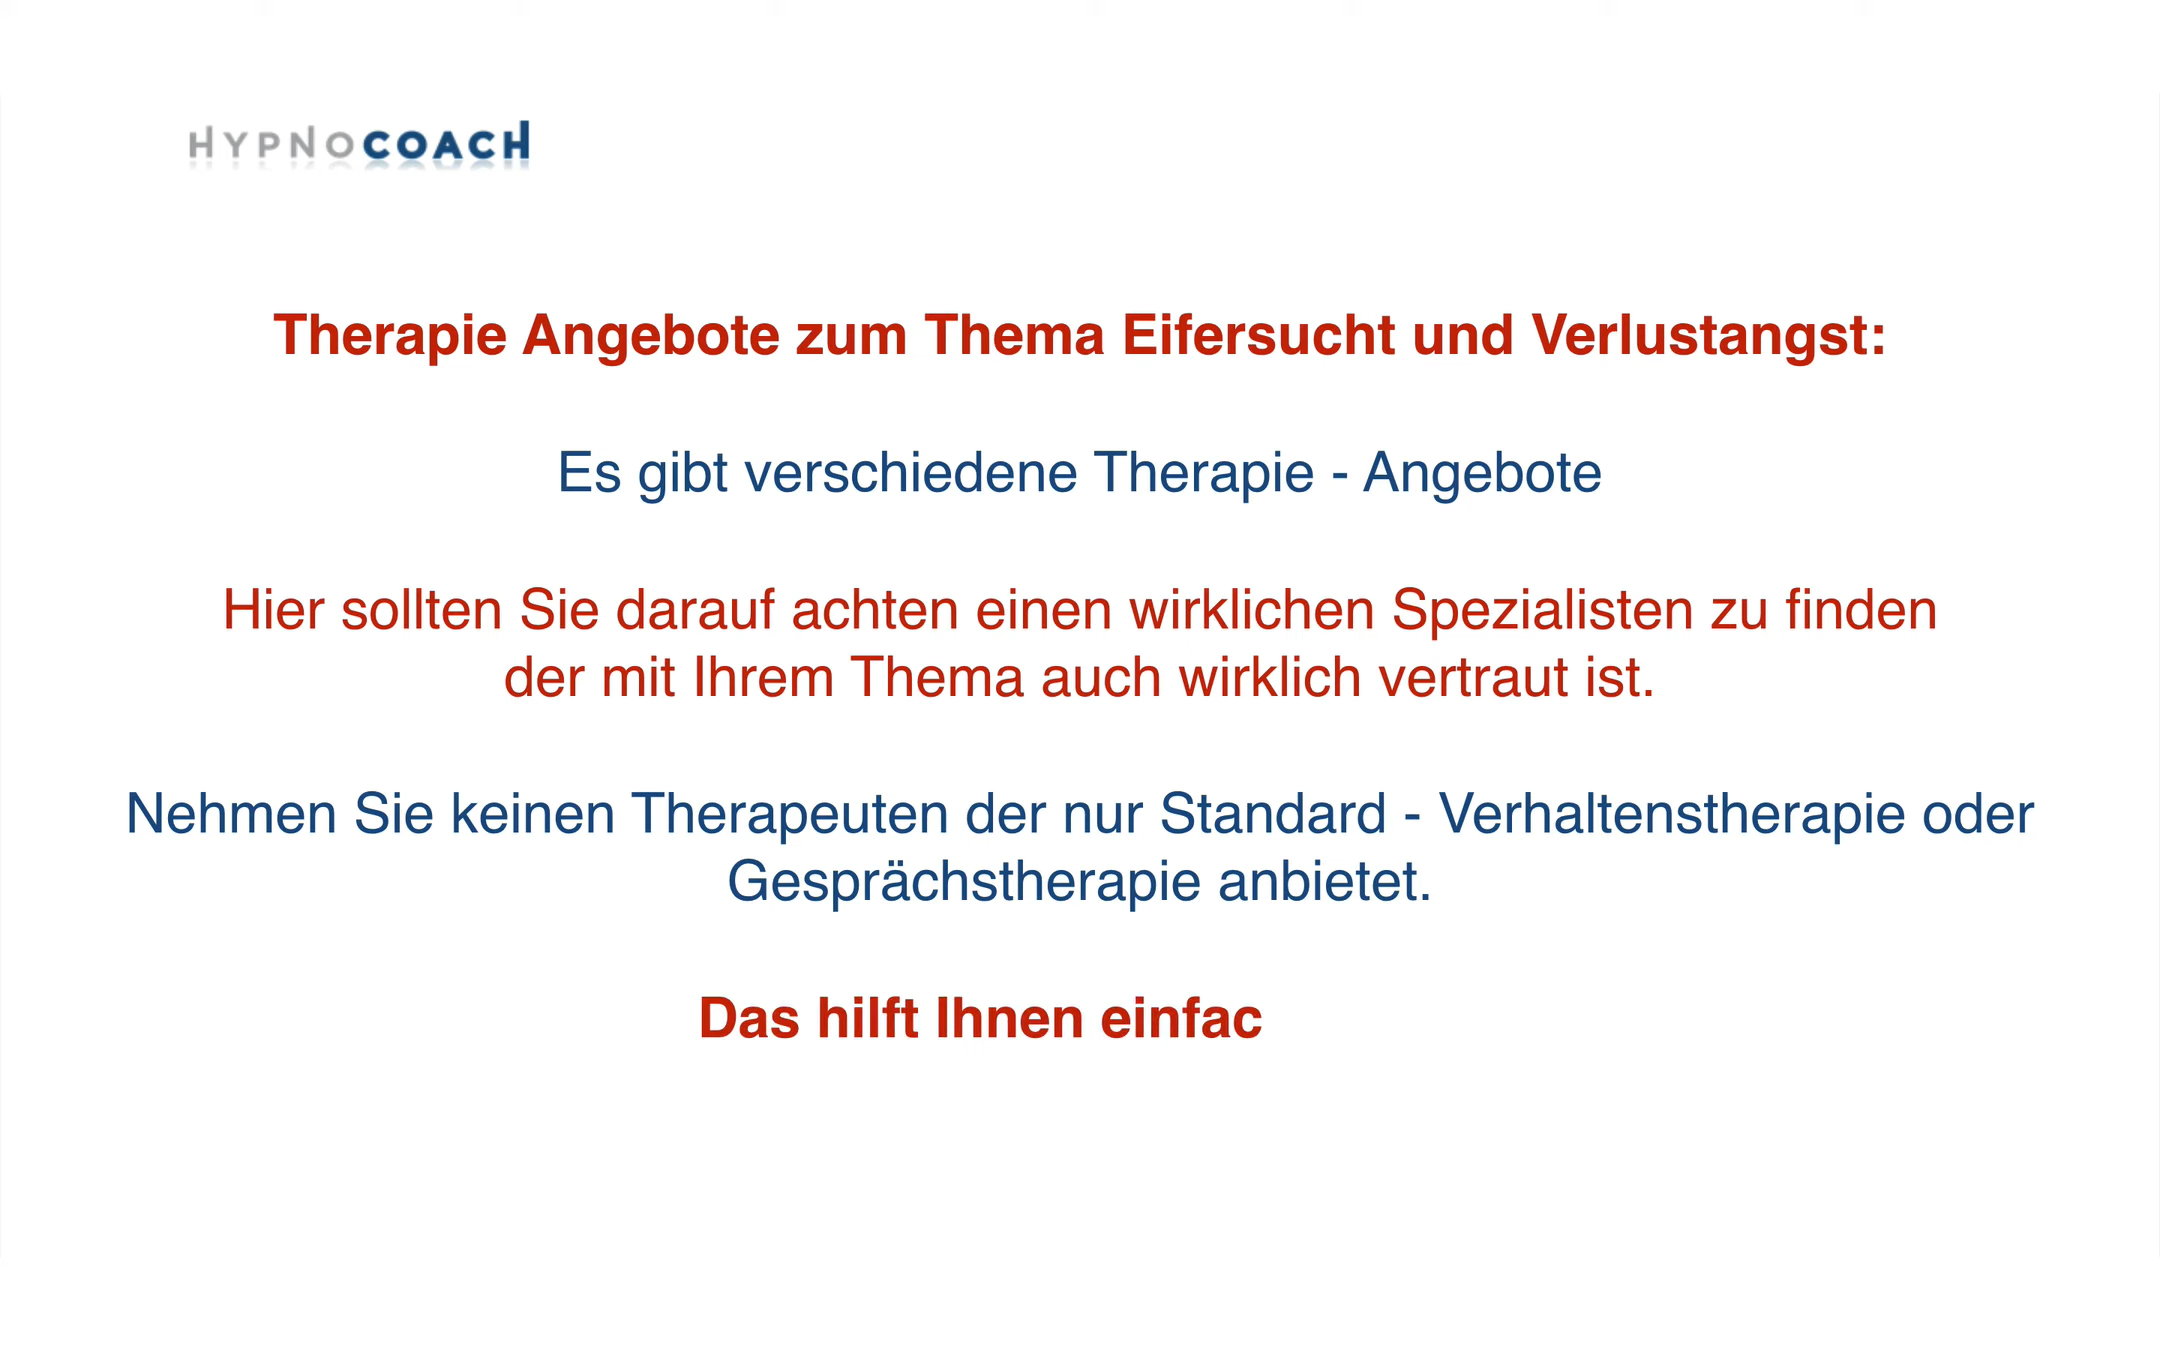 HYPNOCOACH
Therapie Angebote zum Thema Eifersucht und Verlustangst:
Es gibt verschiedene Therapie - Angebote
Hier sollten Sie darauf achten einen wirklichen Spezialisten zu finden
der mit Ihrem Thema auch wirklich vertraut ist.
Nehmen Sie keinen Therapeuten der nur Standard - Verhaltenstherapie oder
Gesprächstherapie anbietet.
Das hilft Ihnen einfac